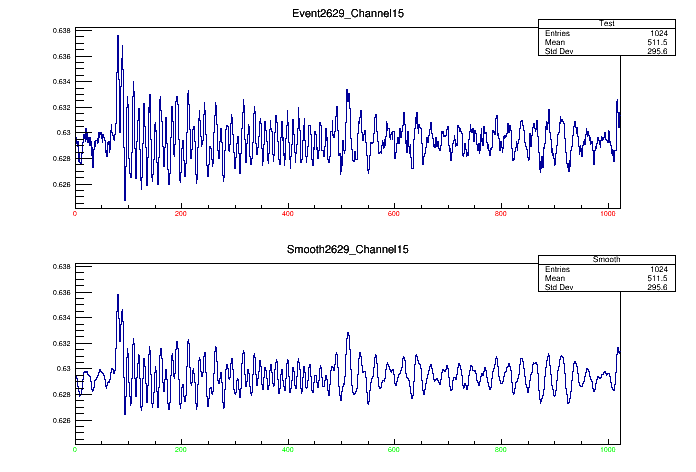 Event2629_Channel15
Test
Entries 1024
Mean 511.5
Std Dev 295.6
0.638
0.636
0.634
0.632
0.63
0.628
0.626
0 200 400 600 800 1000
Smooth2629_Channel15
Smooth
Entries 1024
Mean 511.5
Std Dev 295.6
0.638
0.636
0.634
0.632
0.63
0.628
0.626
0 200 400 600 800 1000